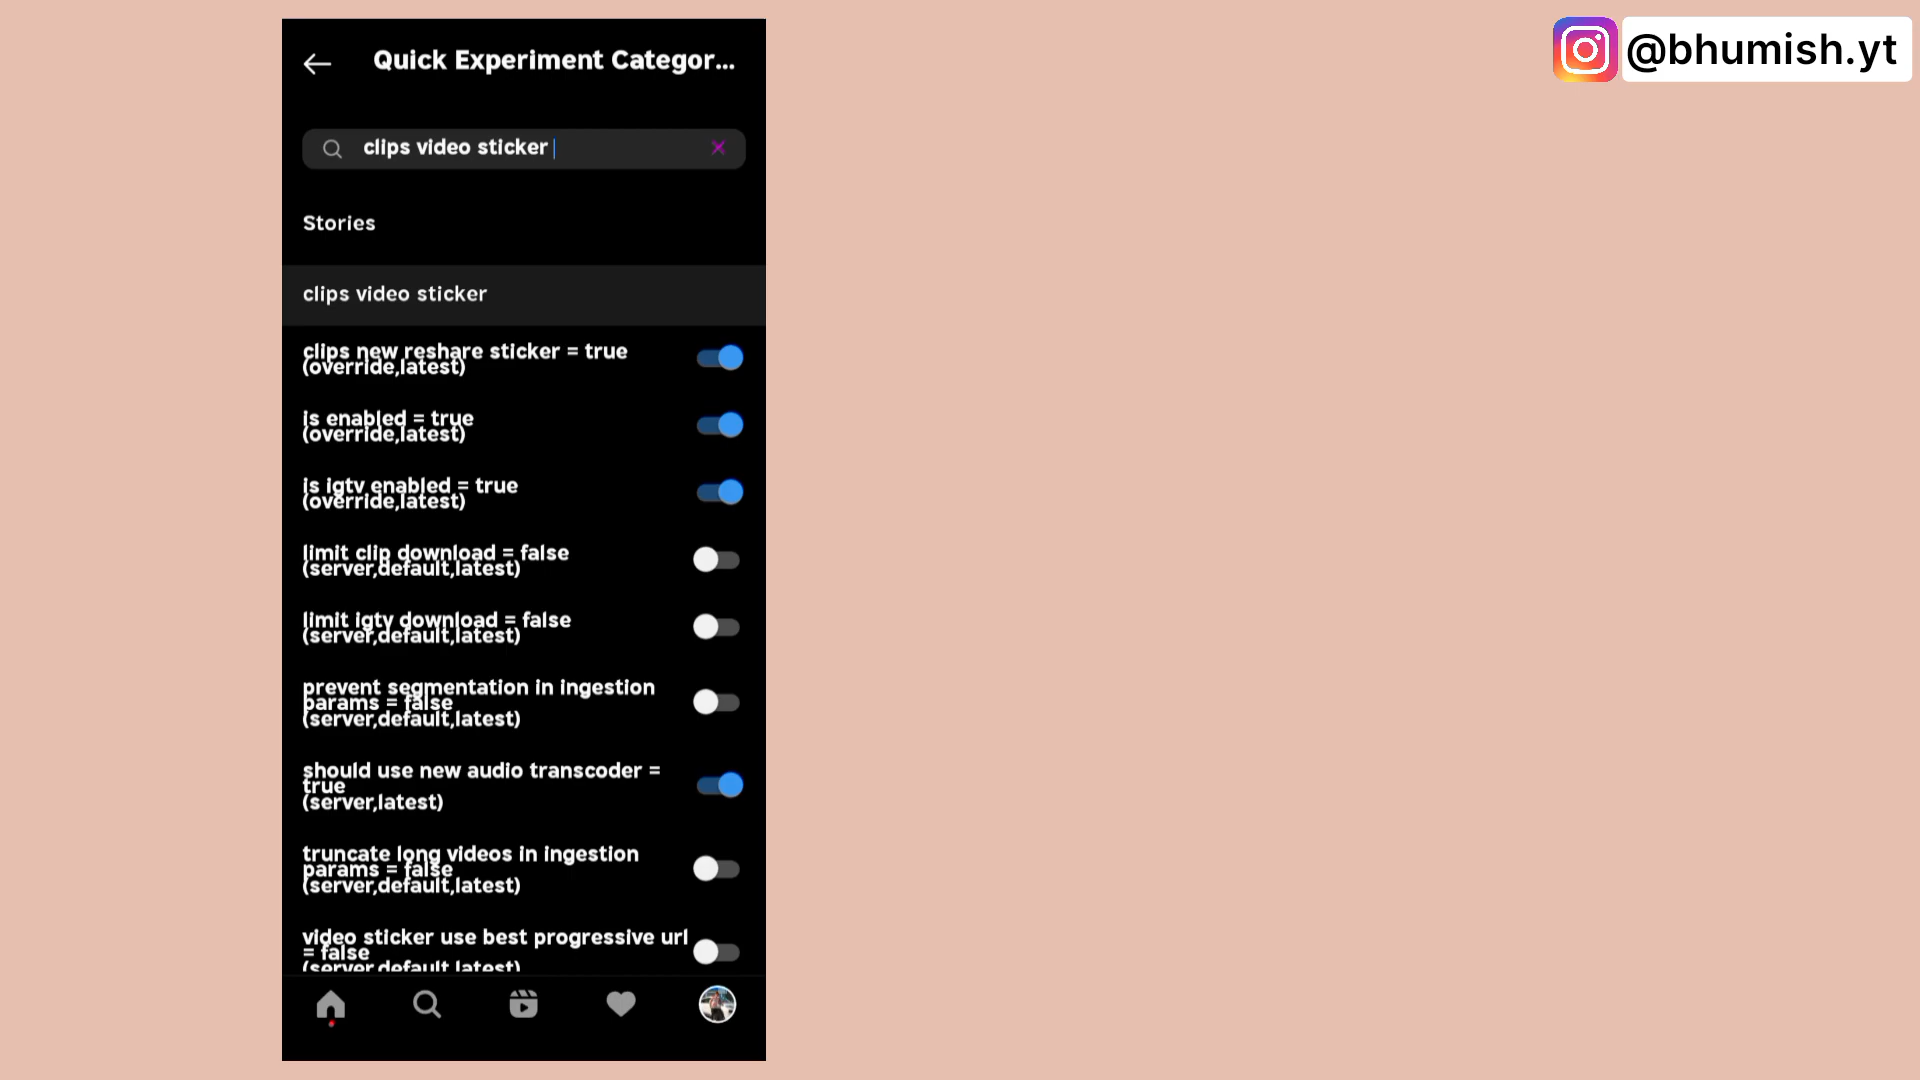 Quick Experiment Categor...
@bhumish.yt
clips video sticker
Stories
clips video sticker
clips new reshare sticker = true
(override,latest)
is enabled = true
(override,latest)
is igtv enabled = true
(override,latest)
limit clip download = false
(server,default,latest)
limit igtv download = false
(server,default,latest)
prevent segmentation in ingestion
params = false
(server,default,latest)
should use new audio transcoder =
true
(server,latest)
truncate long videos in ingestion
params = false
(server,default,latest)
video sticker use best progressive url
= false
(server,default,latest)